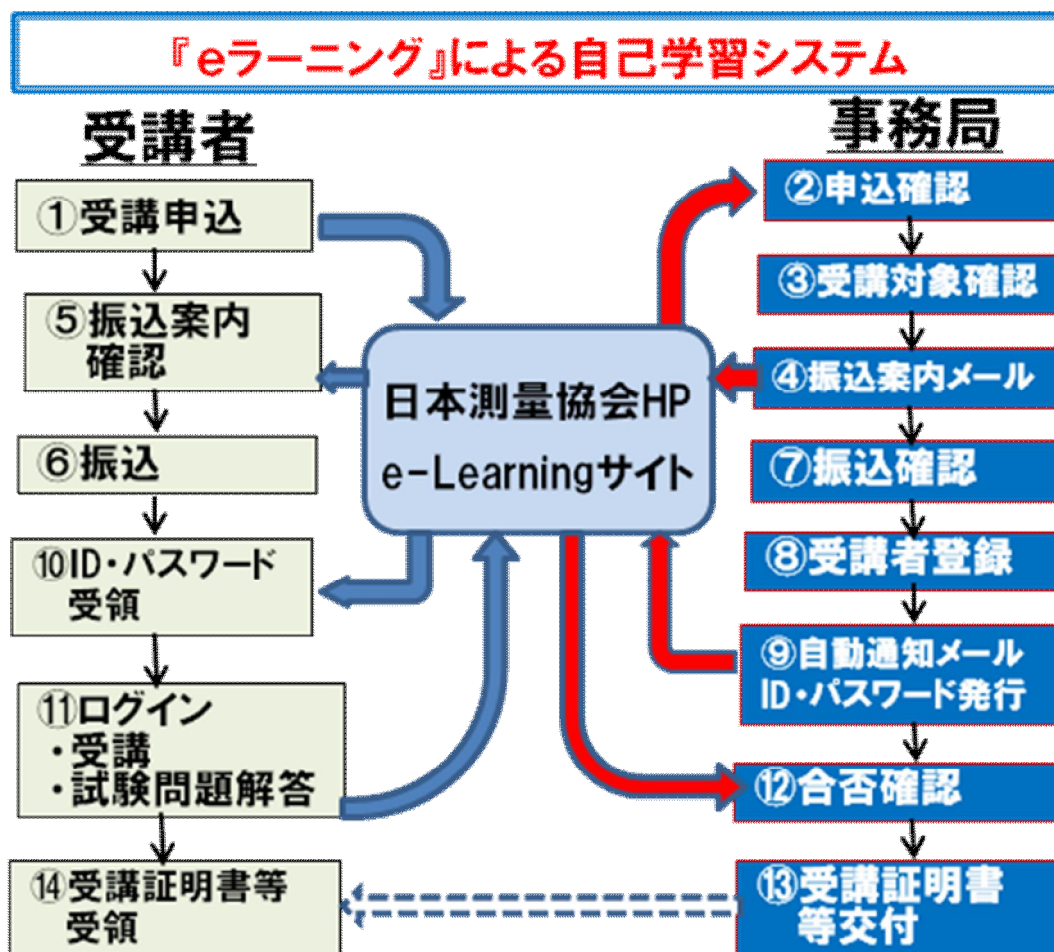 『eラーニング』による自己学習システム
受講者
①受講申込
⑤振込案内
確認
⑥振込
⑩ID・パスワード
受領
⑪ログイン
・受講
・試験問題解答
⑭受講証明書等
受領
日本測量協会HP
e-Learningサイト
事務局
②申込確認
③受講対象確認
④振込案内メール
⑦振込確認
⑧受講者登録
⑨自動通知メール
ID・パスワード発行
⑫合否確認
⑬受講証明書
等交付